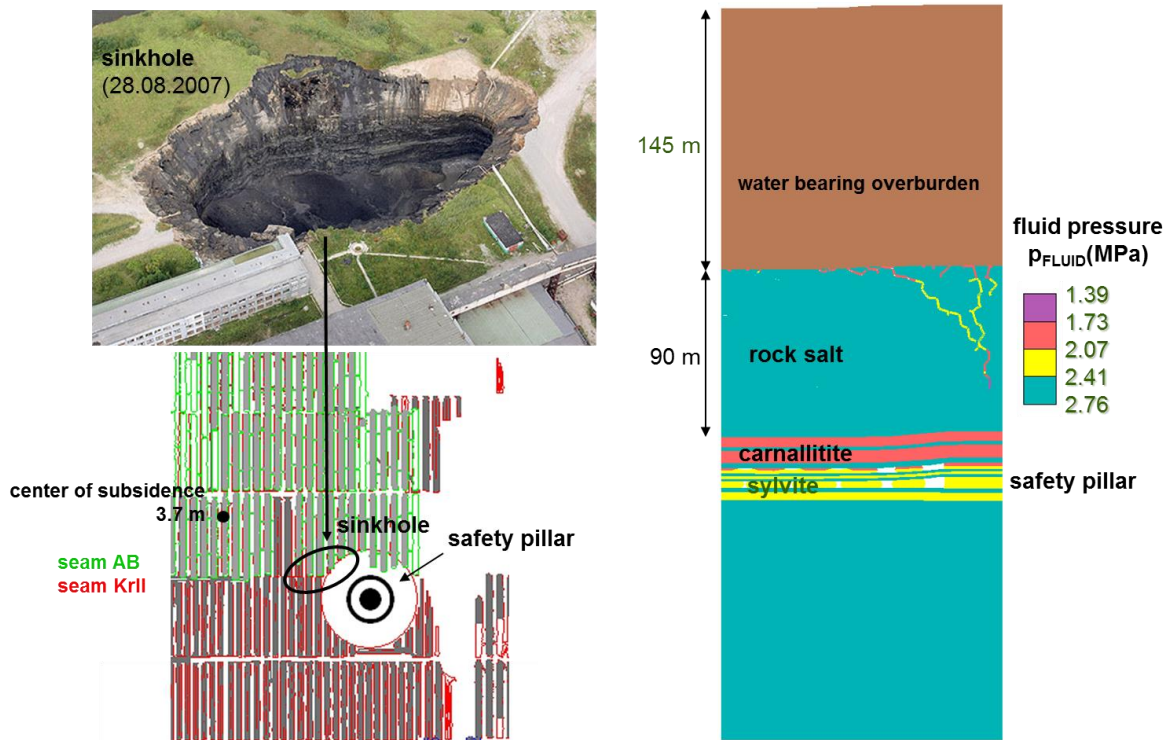 sinkhole
(28.08.2007)
center of subsidence
3.7 m
sinkhole
safety pillar
seam AB
seam KrII
145 m
water bearing overburden
90 m
rock salt
carnallitite
sylvite
safety pillar
fluid pressure
pFLUID(MPa)
1.39
1.73
2.07
2.41
2.76